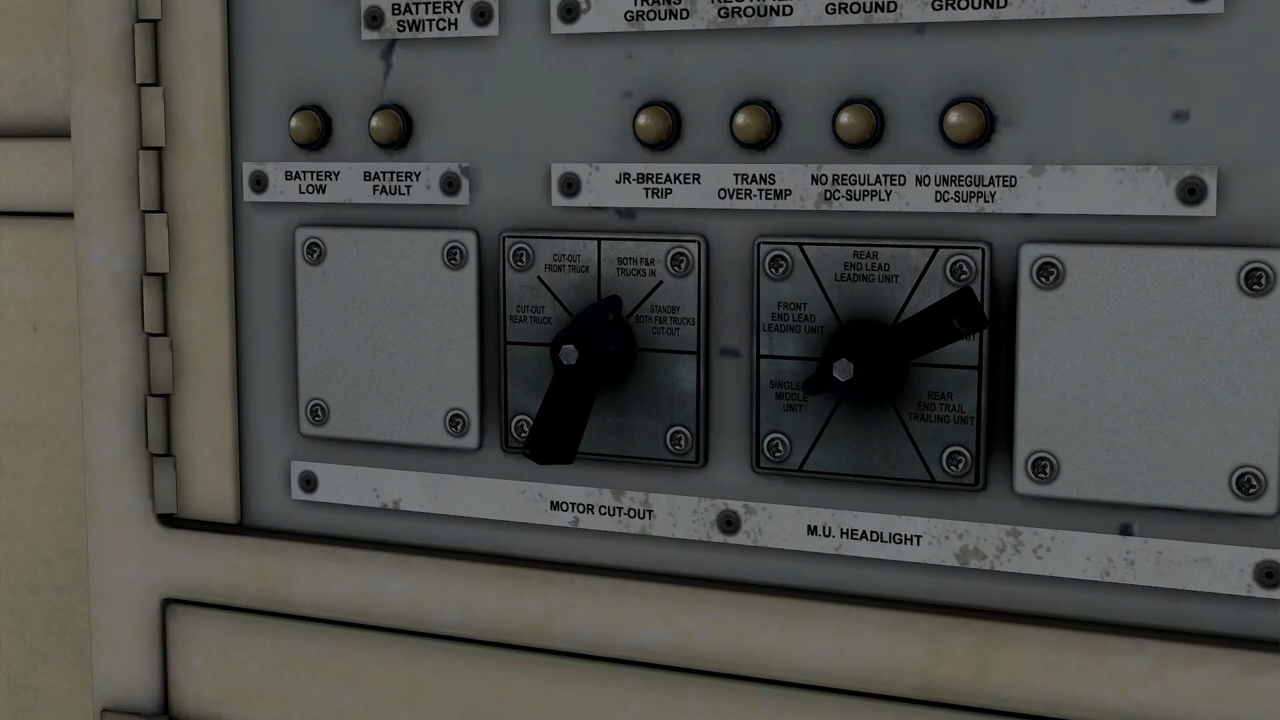 BATTERY
SWITCH
TRANS
GROUND
GROUND
GROUND
GROUND
BATTERY
LOW
BATTERY
FAULT
JR-BREAKER
TRIP
TRANS
OVER-TEMP
NO REGULATED
DC-SUPPLY
NO UNREGULATED
DC-SUPPLY
CUT-OUT
FRONT TRUCK
BOTH F&R
TRUCKS IN
CUT-OUT
REAR TRUCK
STANDBY
BOTH F&R TRUCKS
CUT-OUT
REAR
END LEAD
LEADING UNIT
FRONT
END LEAD
LEADING UNIT
SINGLE
MIDDLE
UNIT
REAR
END TRAIL
TRAILING UNIT
MOTOR CUT-OUT
M.U. HEADLIGHT